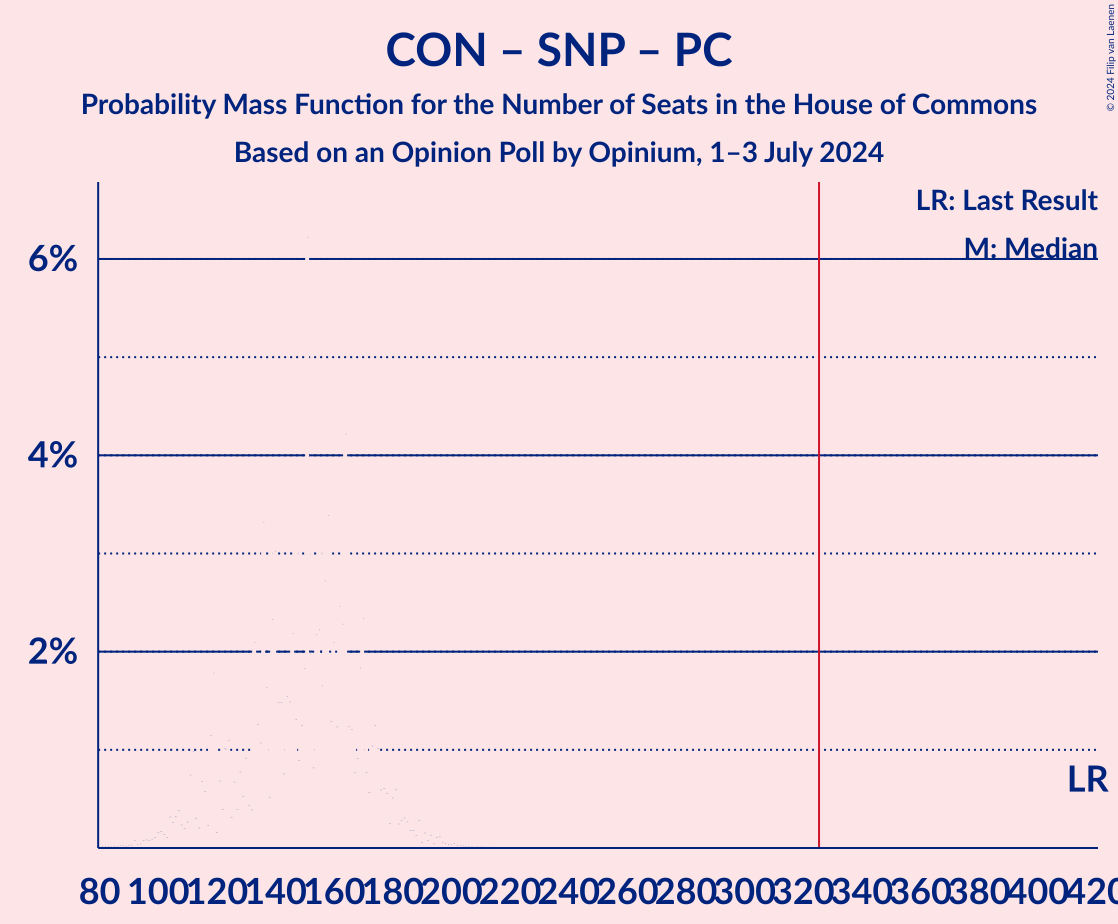 CON – SNP – PC
Probability Mass Function for the Number of Seats in the House of Commons
Based on an Opinion Poll by Opinium, 1–3 July 2024
© 2024 Filip van Laenen
LR: Last Result
M: Median
6%
4%
2%
LR
80 100 120 140 160 180 200 220 240 260 280 300 320 340 360 380 400 420